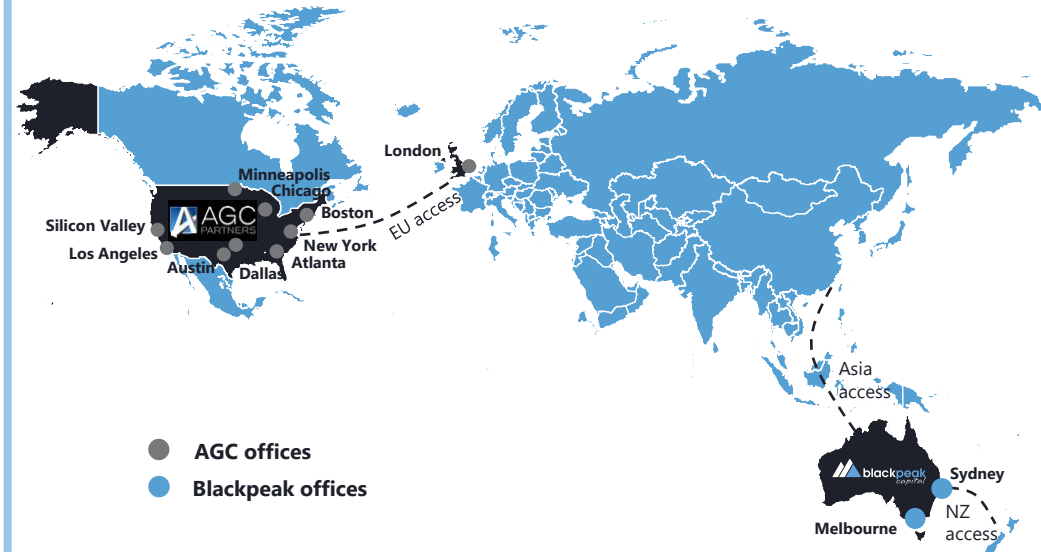 London
Minneapolis
Chicago
AGC
PARTNERS
Boston
Silicon Valley
New York
Los Angeles
Atlanta
Austin
Dallas
EU access
Asia
access
AGC offices
Blackpeak offices
blackpeak
capital
Sydney
Melbourne
NZ
access